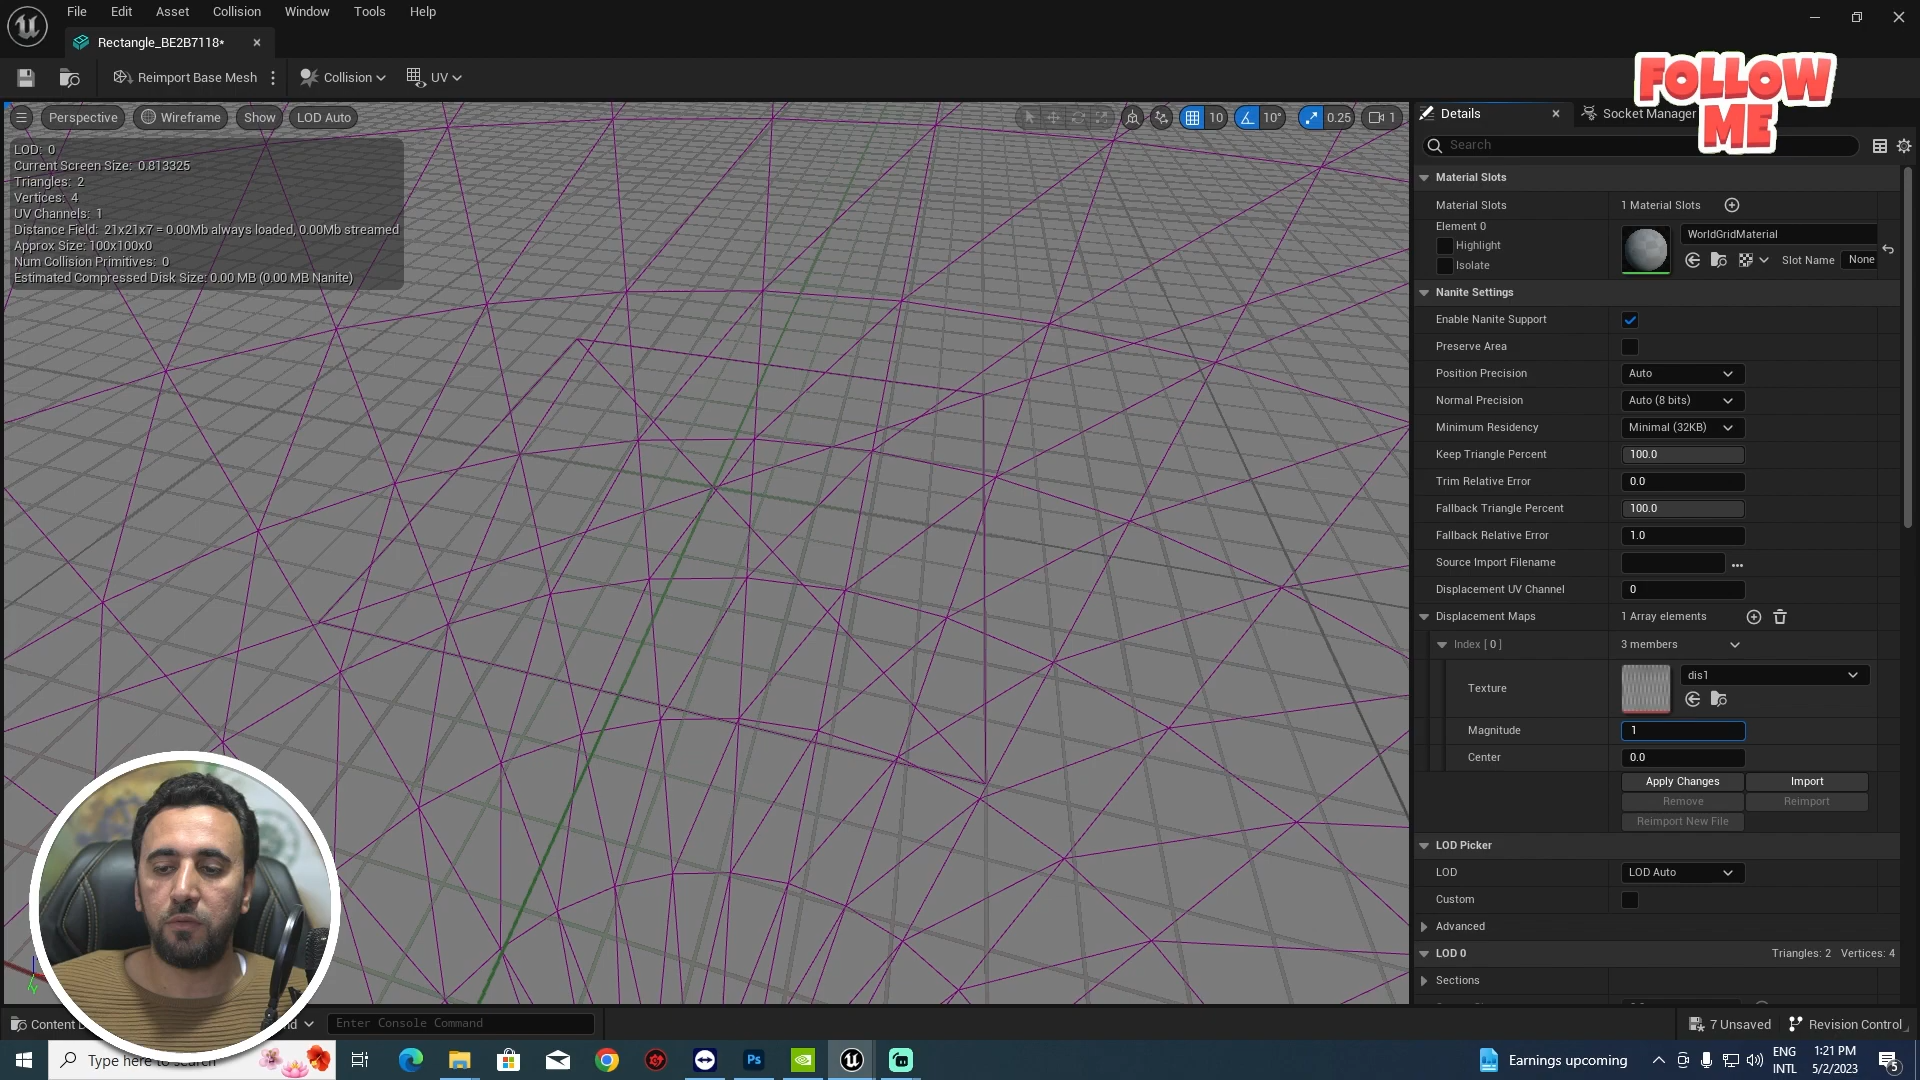 File Edit Asset Collision Window Tools Help
Rectangle_BE2B7118*
Reimport Base Mesh Collision UV
FOLLOW
ME
Perspective Wireframe Show LOD Auto 10 10° 0.25 1
LOD: 0
Current Screen Size: 0.813325
Triangles: 2
Vertices: 4
UV Channels: 1
Distance Field: 21x21x7 = 0.00Mb always loaded, 0.00Mb streamed
Approx Size: 100x100x0
Num Collision Primitives: 0
Estimated Compressed Disk Size: 0.00 MB (0.00 MB Nanite)
Details Socket Manager
Search
Material Slots
Material Slots 1 Material Slots
Element 0
Highlight
Isolate
WorldGridMaterial
Slot Name None
Nanite Settings
Enable Nanite Support
Preserve Area
Position Precision Auto
Normal Precision Auto (8 bits)
Minimum Residency Minimal (32KB)
Keep Triangle Percent 100.0
Trim Relative Error 0.0
Fallback Triangle Percent 100.0
Fallback Relative Error 1.0
Source Import Filename
Displacement UV Channel 0
Displacement Maps 1 Array elements
Index [ 0 ] 3 members
Texture dis1
Magnitude 1
Center 0.0
Apply Changes Import
Remove Reimport
Reimport New File
LOD Picker
LOD LOD Auto
Custom
Advanced
LOD 0 Triangles: 2 Vertices: 4
Sections
Enter Console Command
7 Unsaved Revision Control
Type here to search
Ps
Earnings upcoming
ENG
INTL
1:21 PM
5/2/2023
5